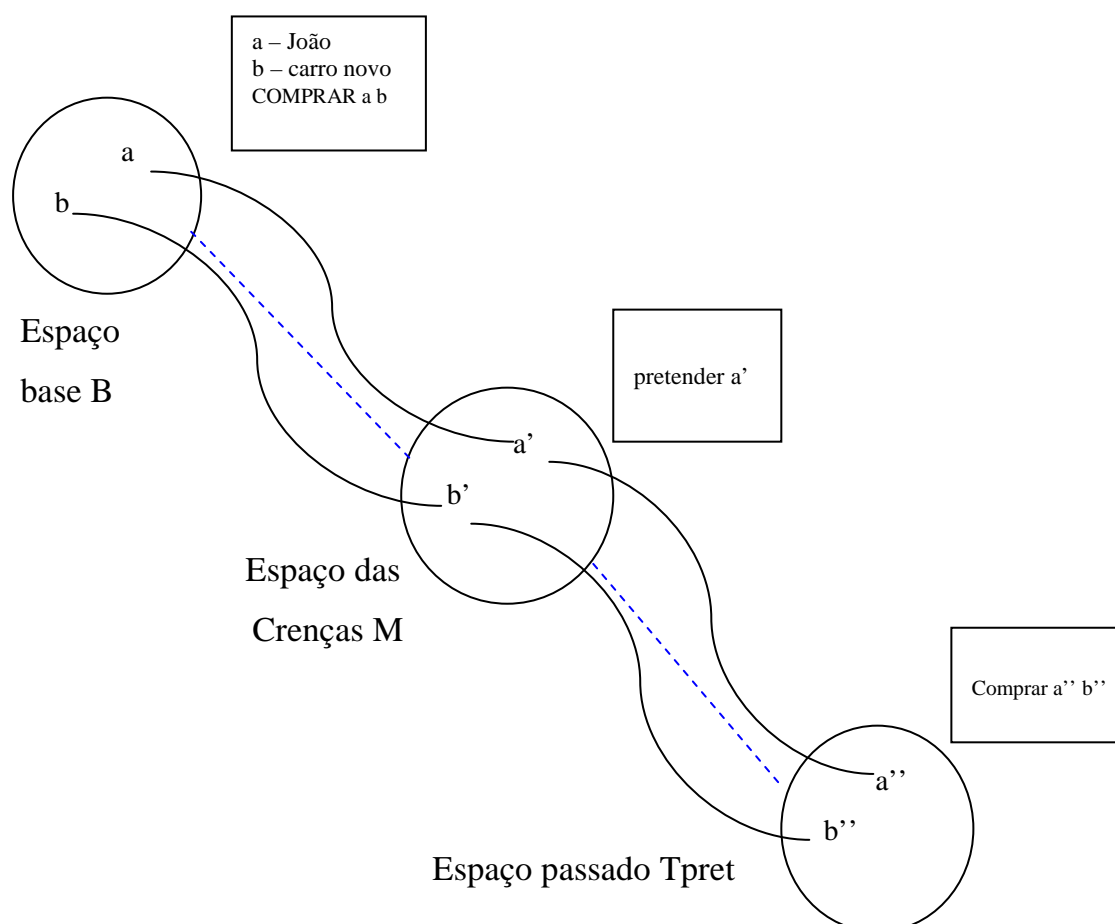 a – João
b – carro novo
COMPRAR a b
a
b
Espaço
base B
pretender a’
a’
b’
Espaço das
Crenças M
Comprar a’’ b’’
a’’
b’’
Espaço passado Tpret